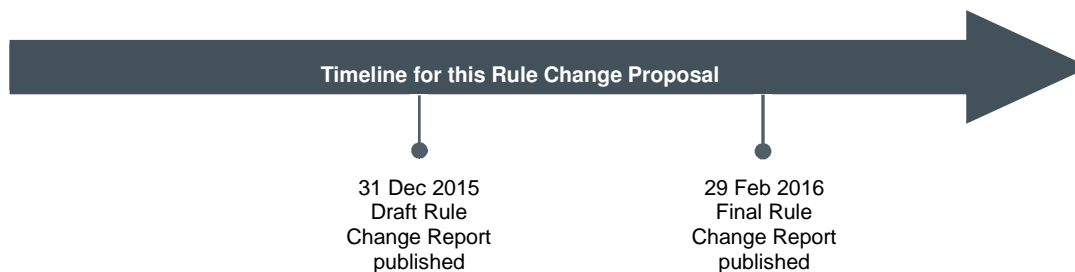 Timeline for this Rule Change Proposal
31 Dec 2015
Draft Rule
Change Report
published
29 Feb 2016
Final Rule
Change Report
published